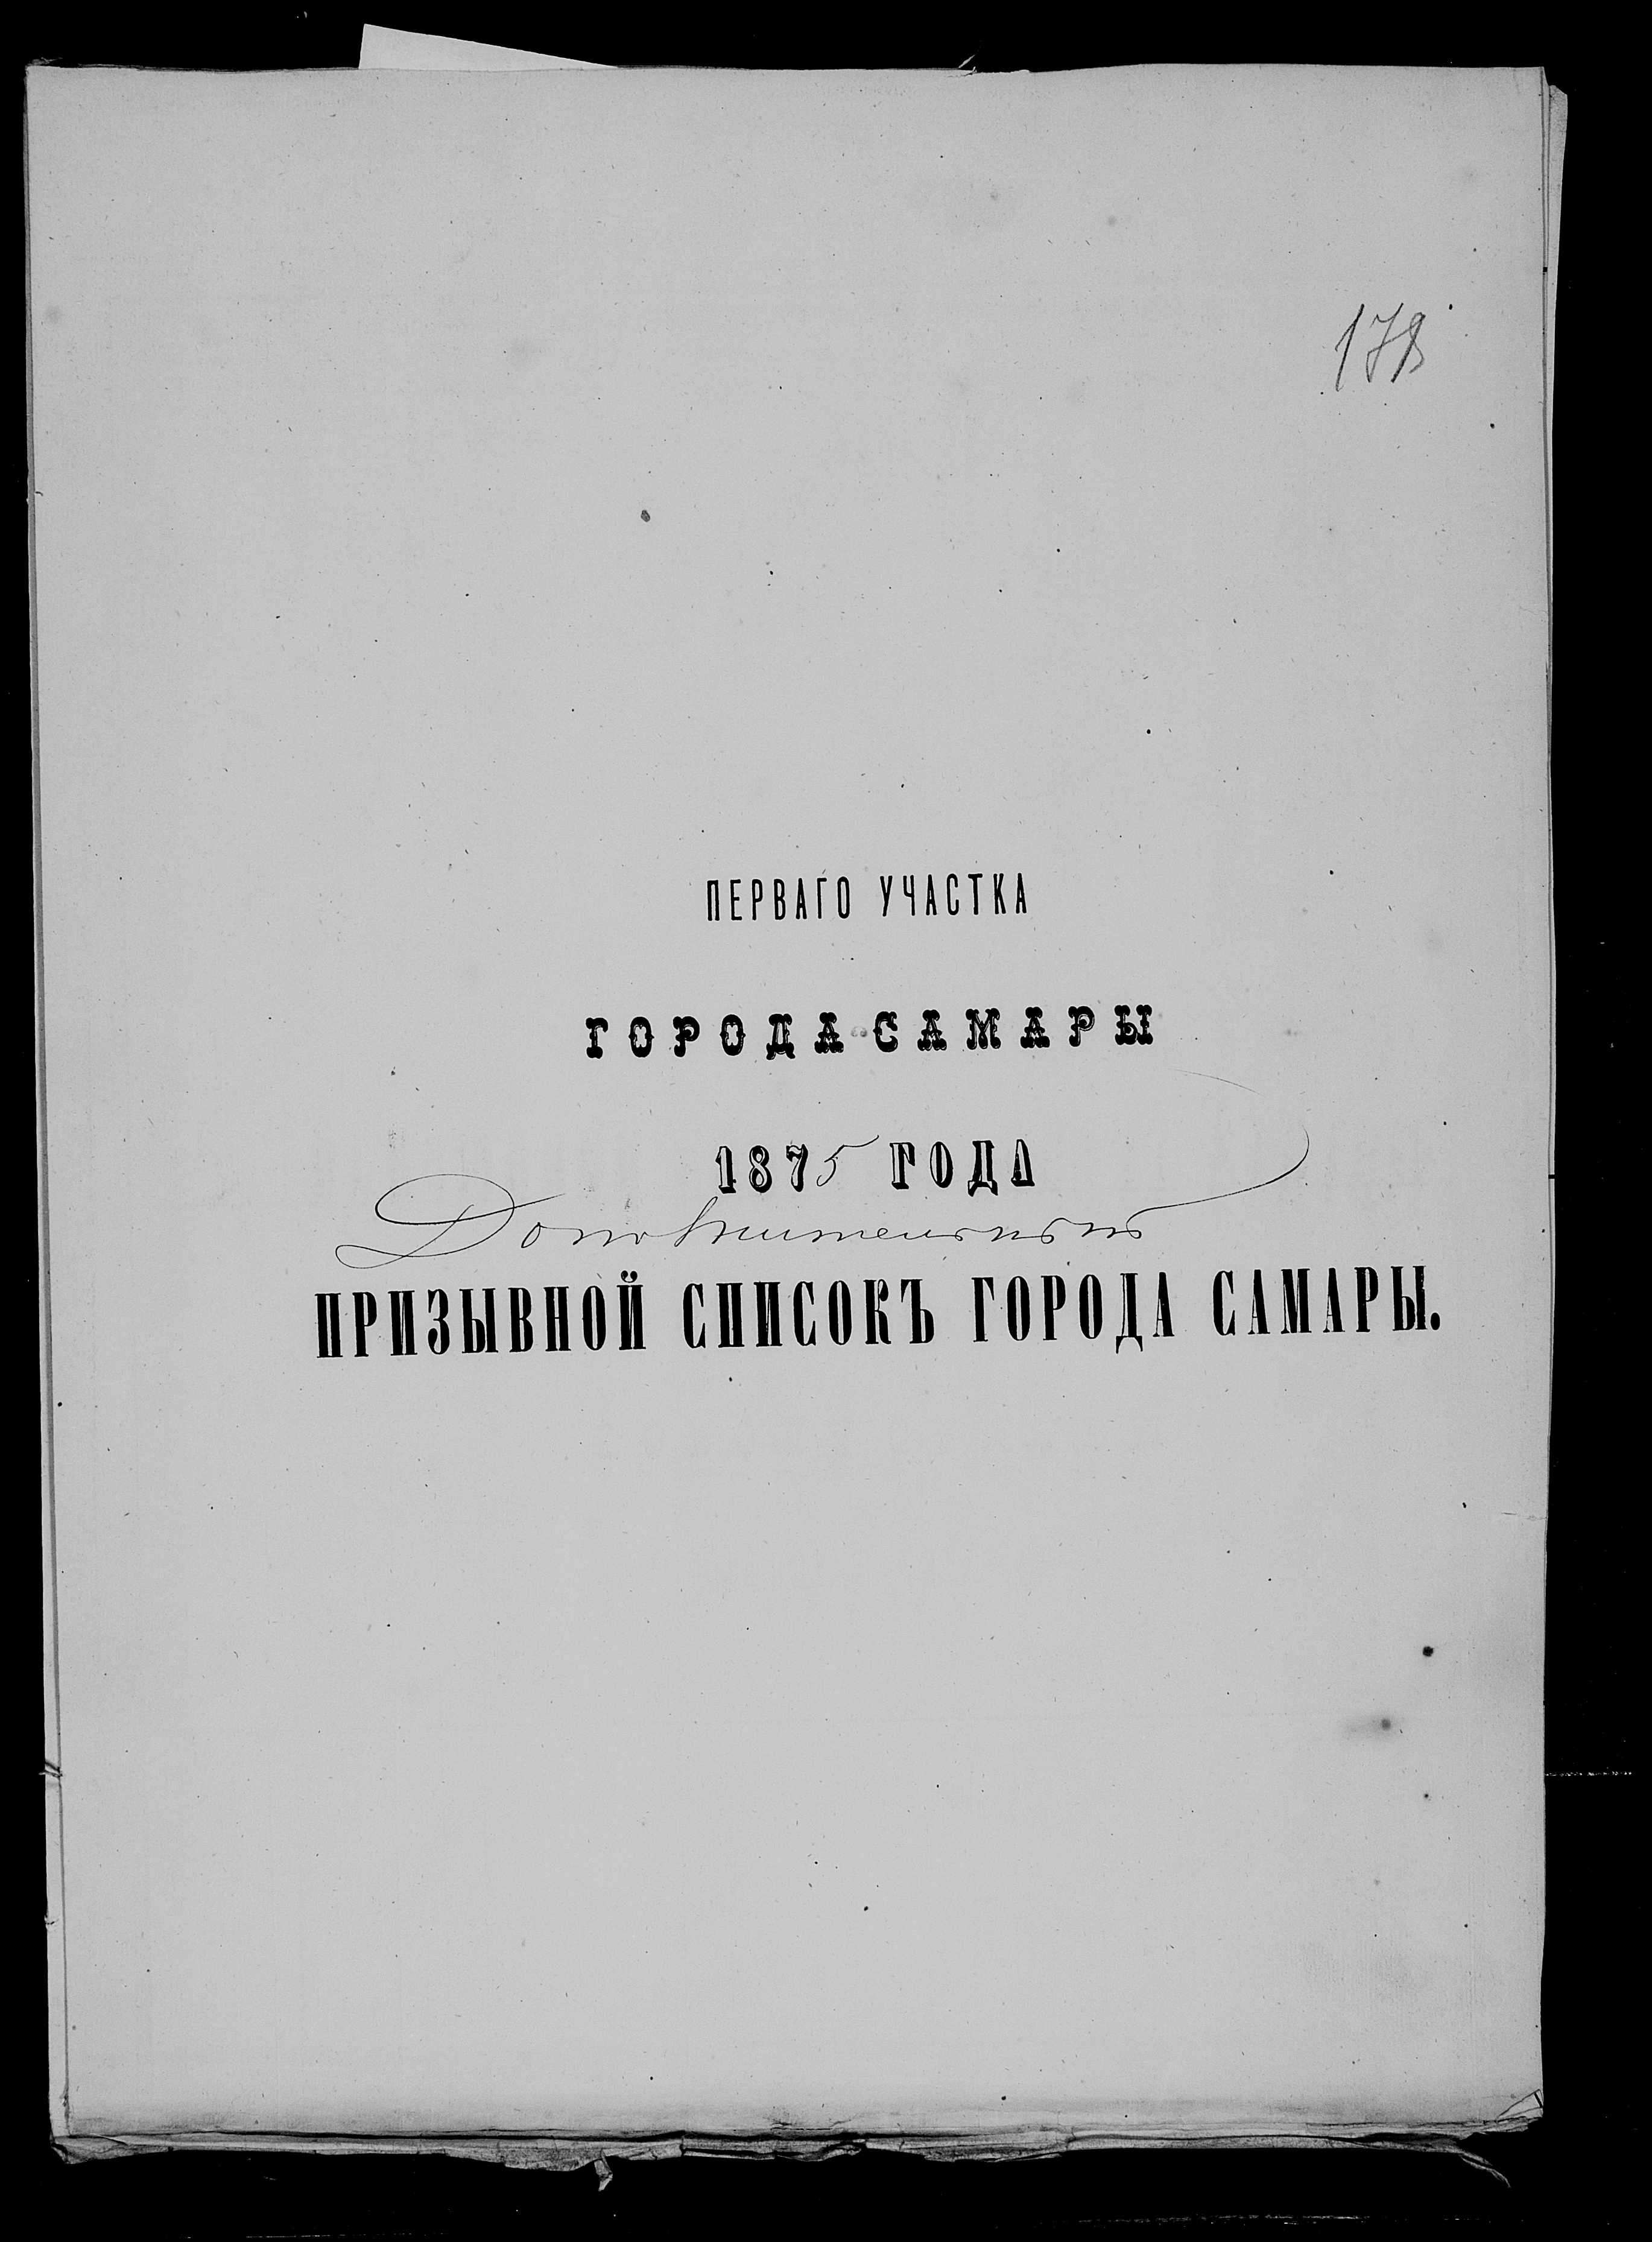 178
ПЕРВАГО УЧАСТКА
ГОРОДА САМАРЫ
1875 ГОДА
Дополнительный
ПРИЗЫВНОЙ СПИСОКЪ ГОРОДА САМАРЫ.